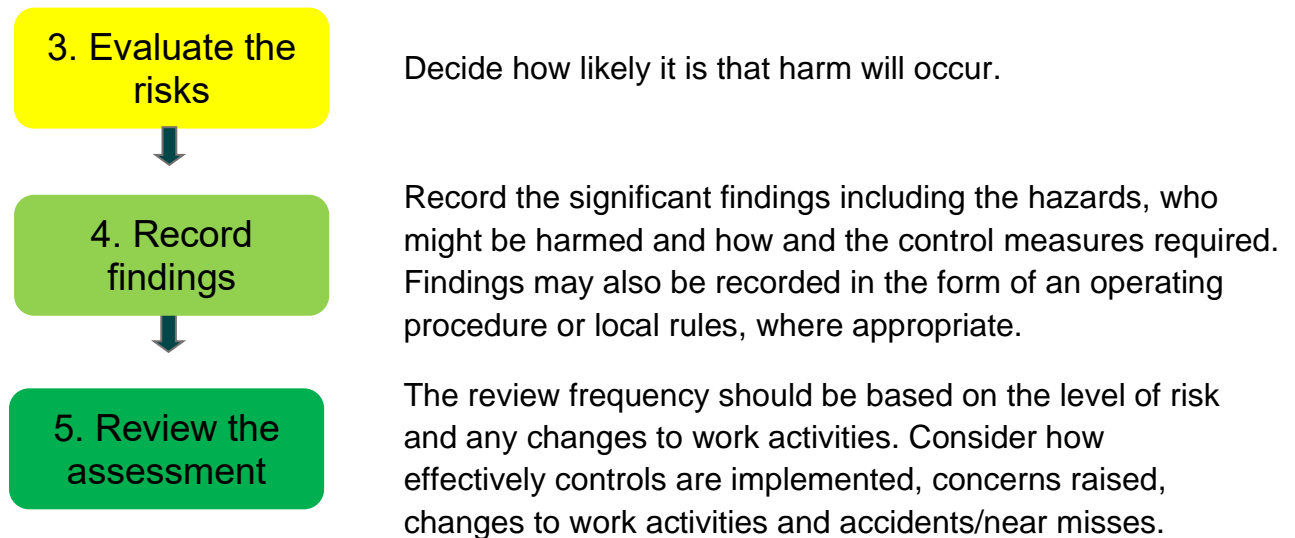 3. Evaluate the
risks
Decide how likely it is that harm will occur.
4. Record
findings
Record the significant findings including the hazards, who
might be harmed and how and the control measures required.
Findings may also be recorded in the form of an operating
procedure or local rules, where appropriate.
5. Review the
assessment
The review frequency should be based on the level of risk
and any changes to work activities. Consider how
effectively controls are implemented, concerns raised,
changes to work activities and accidents/near misses.